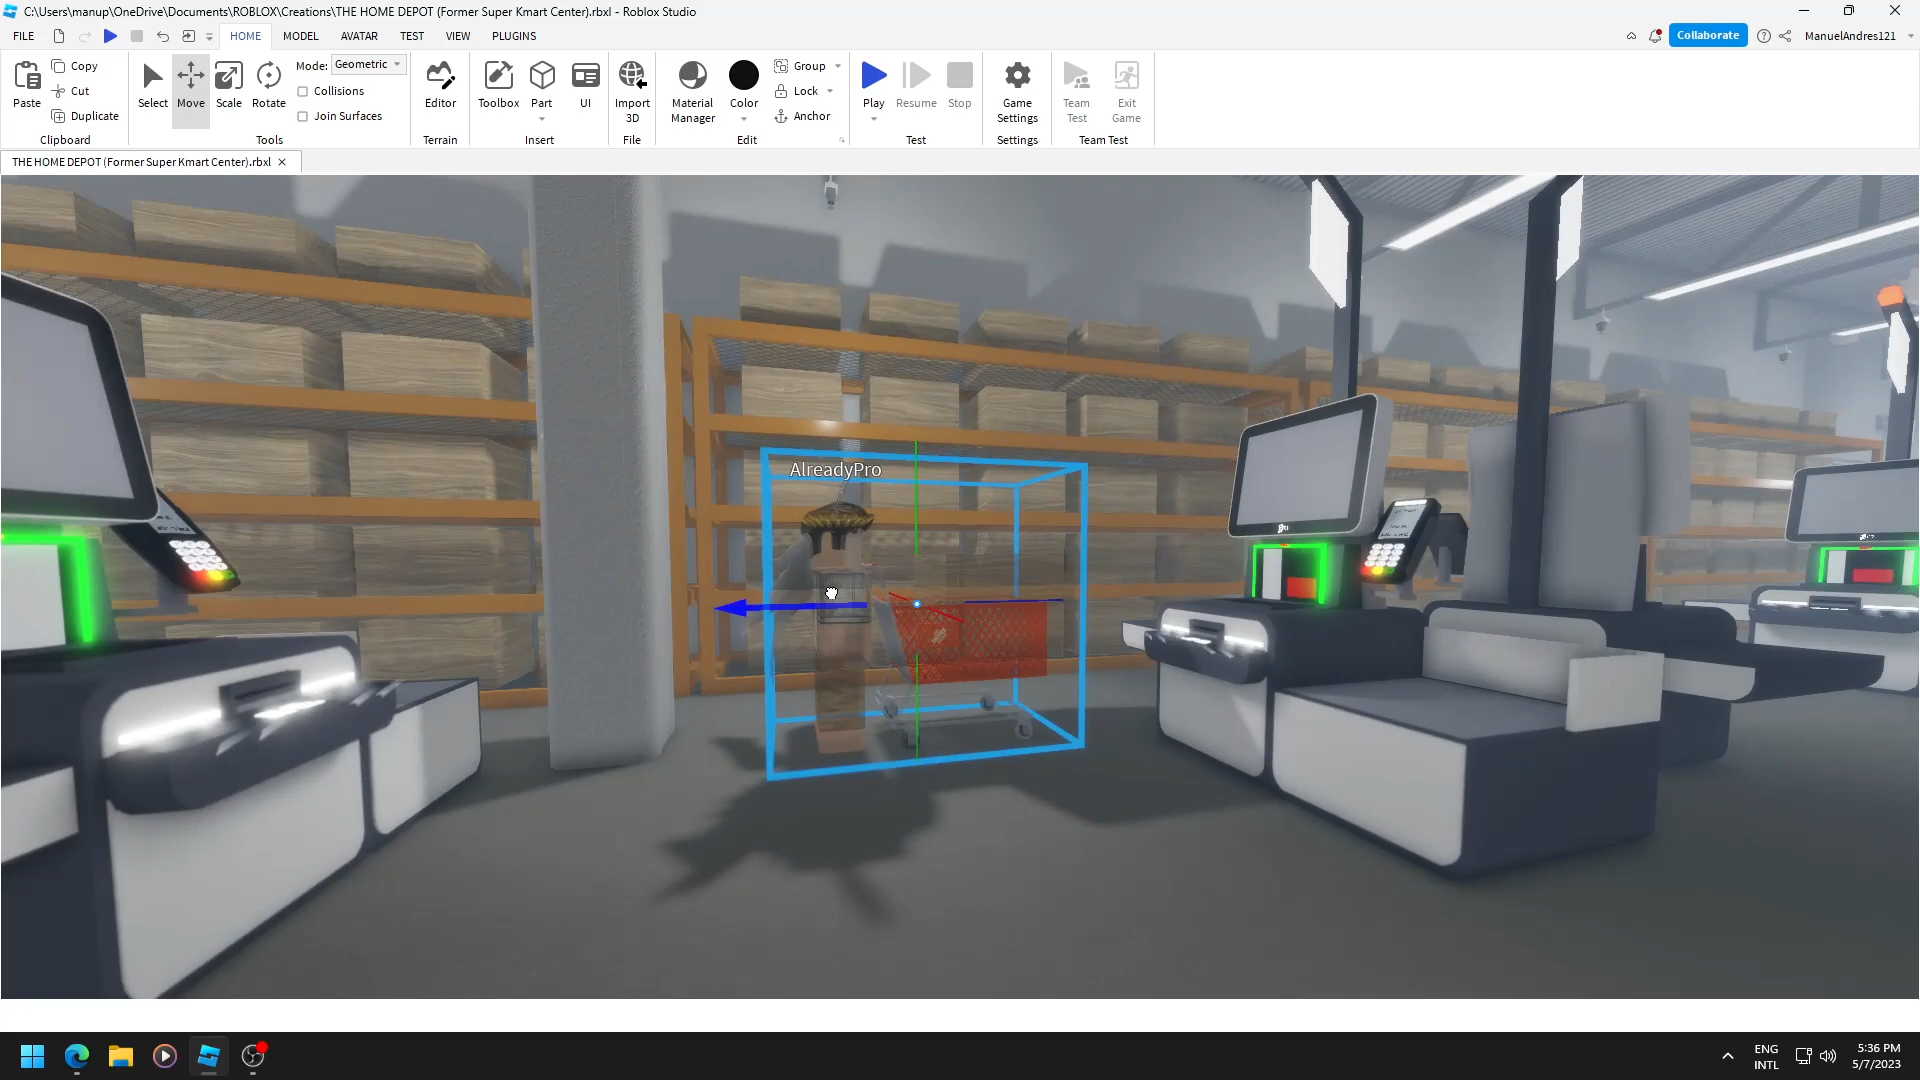 C:\Users\manup\OneDrive\Documents\ROBLOX\Creations\THE HOME DEPOT (Former Super Kmart Center).rbxl - Roblox Studio
FILE HOME MODEL AVATAR TEST VIEW PLUGINS Collaborate ManuelAndres121
Copy
Cut
Duplicate
Paste
Clipboard
Select Move Scale Rotate
Mode: Geometric
Collisions
Join Surfaces
Tools
Editor
Terrain
Toolbox Part UI
Insert
Import 3D
File
Material Manager
Color
Group
Lock
Anchor
Edit
Play Resume Stop
Test
Game Settings
Settings
Team Test
Exit Game
Team Test
THE HOME DEPOT (Former Super Kmart Center).rbxl
AlreadyPro
ENG
INTL
5:36 PM
5/7/2023